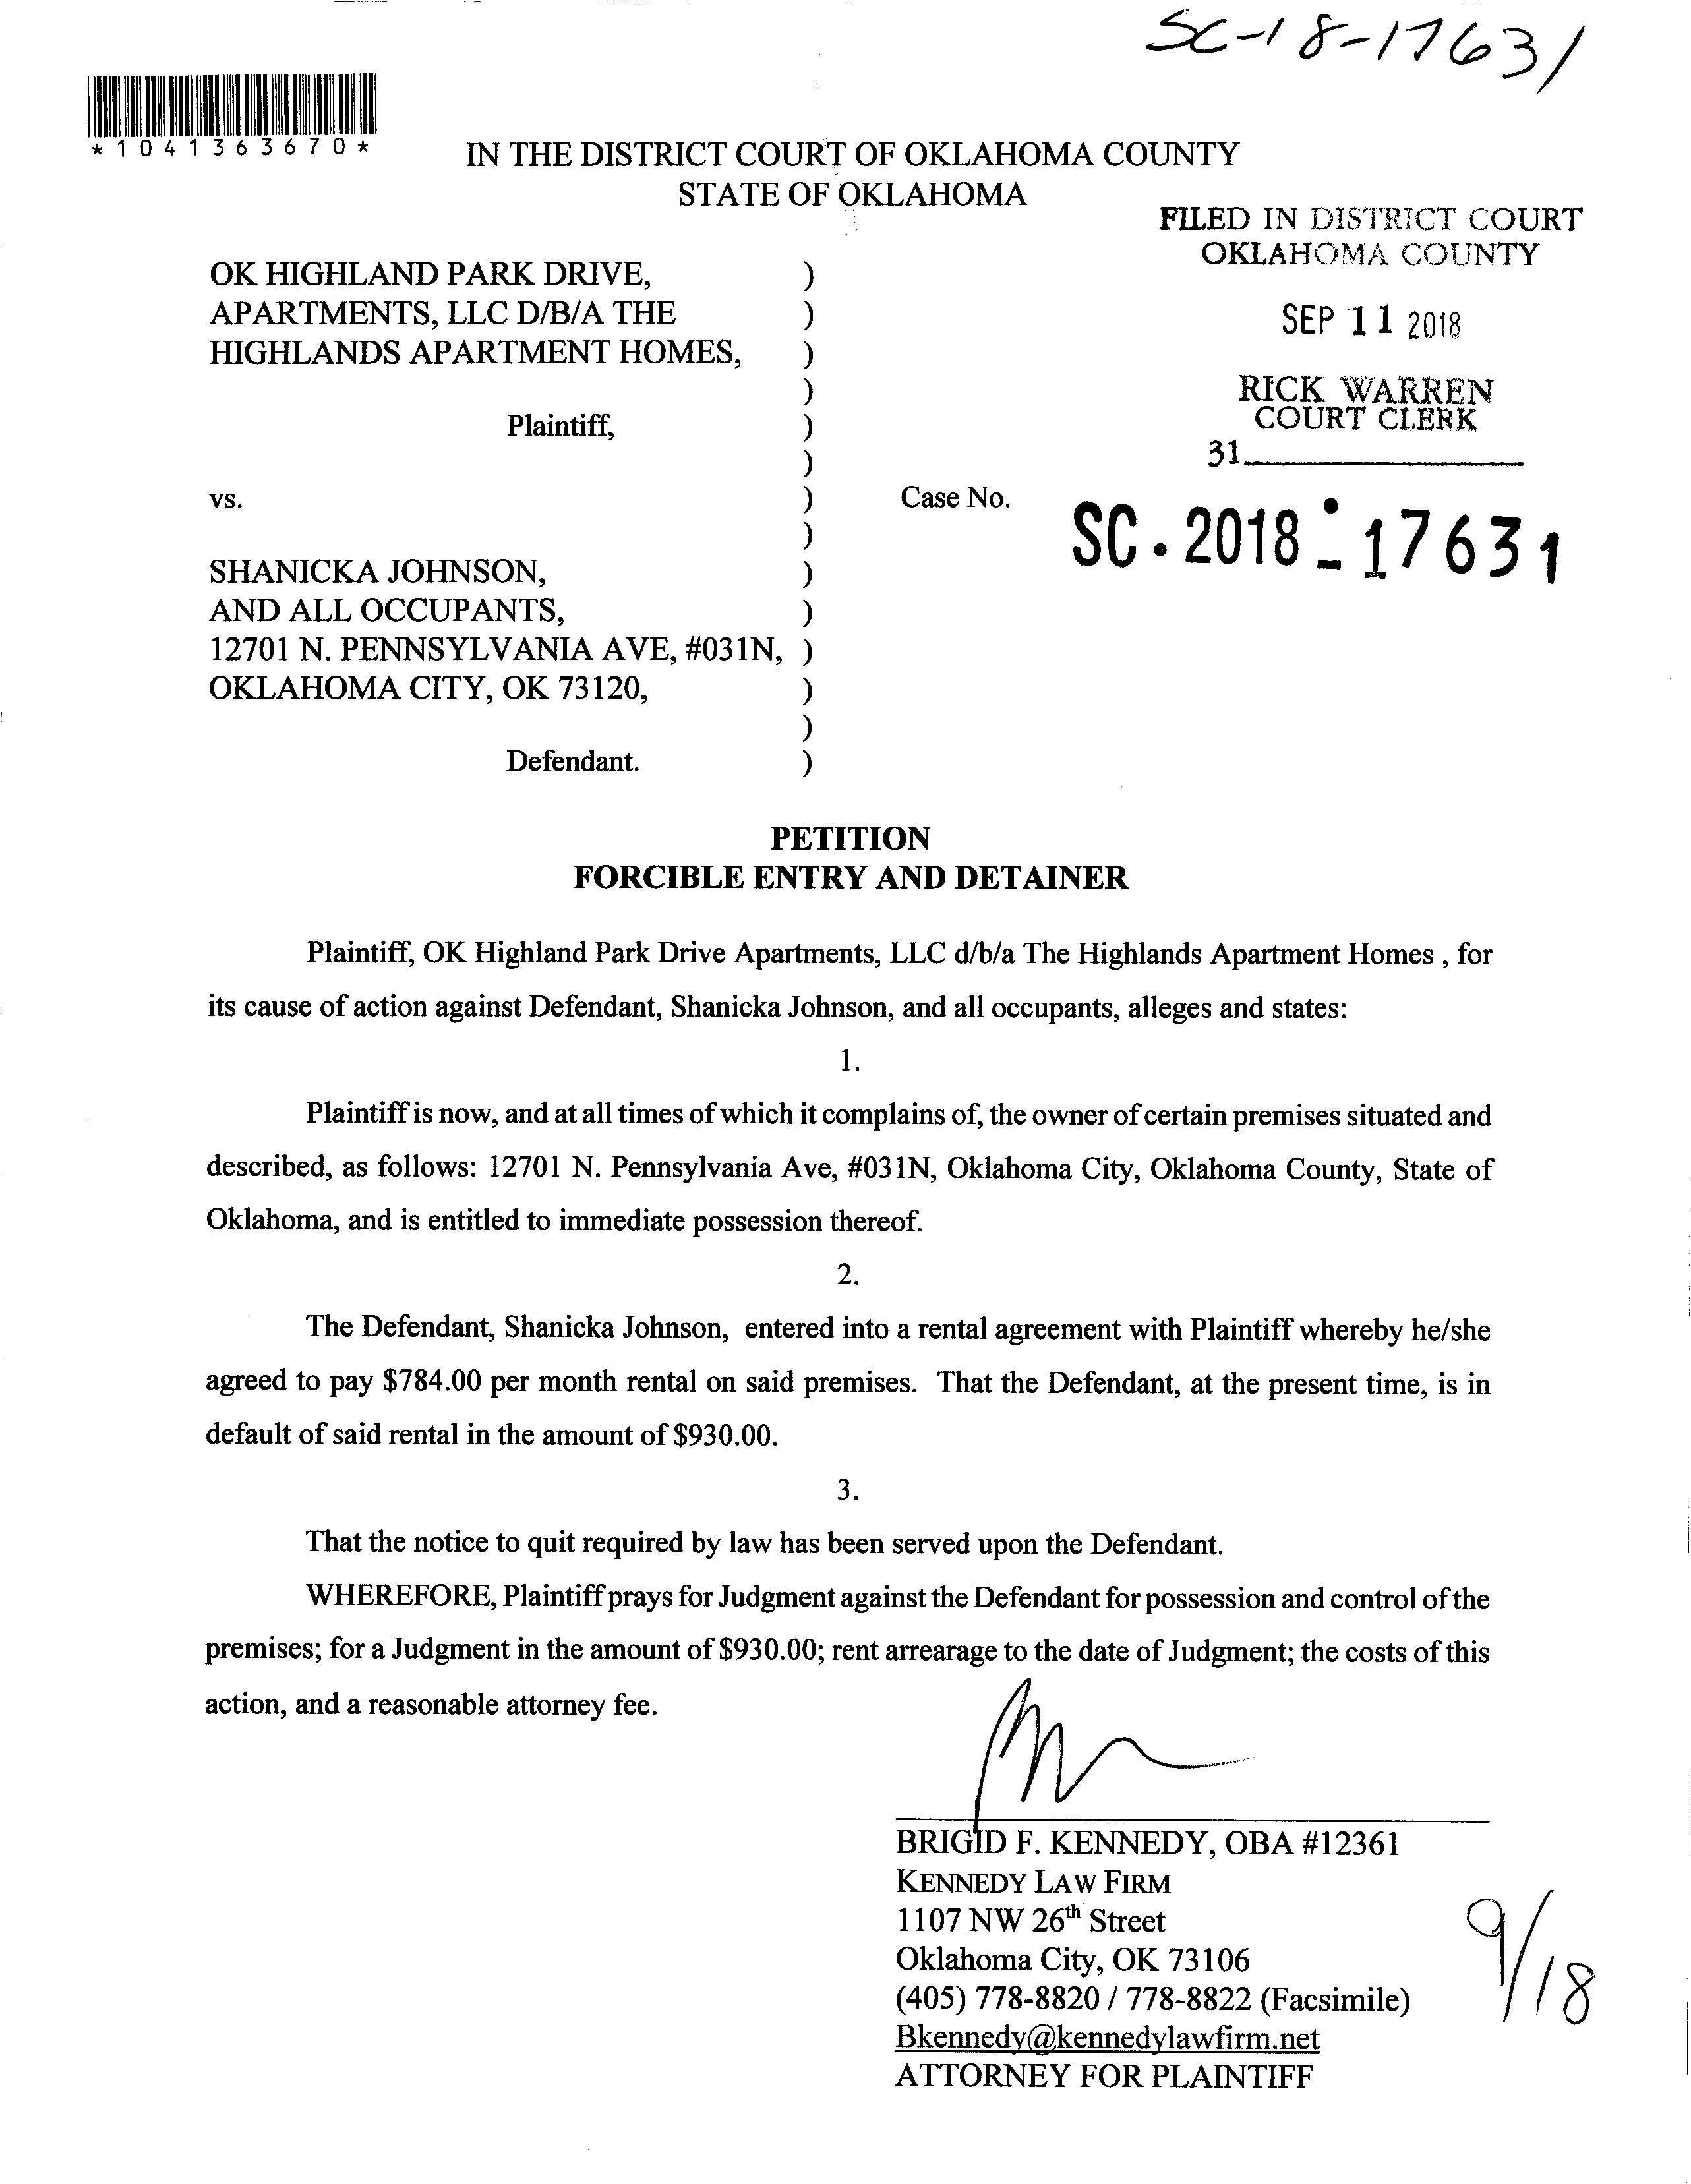 SC-18-17631
*1041363670*
IN THE DISTRICT COURT OF OKLAHOMA COUNTY
STATE OF OKLAHOMA
FILED IN DISTRICT COURT
OKLAHOMA COUNTY
SEP 11 2018
RICK WARREN
COURT CLERK
31
OK HIGHLAND PARK DRIVE, )
APARTMENTS, LLC D/B/A THE )
HIGHLANDS APARTMENT HOMES, )
)
Plaintiff, )
)
vs. ) Case No. SC-2018-17631
)
SHANICKA JOHNSON, )
AND ALL OCCUPANTS, )
12701 N. PENNSYLVANIA AVE, #031N, )
OKLAHOMA CITY, OK 73120, )
)
Defendant. )
PETITION
FORCIBLE ENTRY AND DETAINER
Plaintiff, OK Highland Park Drive Apartments, LLC d/b/a The Highlands Apartment Homes , for
its cause of action against Defendant, Shanicka Johnson, and all occupants, alleges and states:
1.
Plaintiff is now, and at all times of which it complains of, the owner of certain premises situated and
described, as follows: 12701 N. Pennsylvania Ave, #031N, Oklahoma City, Oklahoma County, State of
Oklahoma, and is entitled to immediate possession thereof.
2.
The Defendant, Shanicka Johnson, entered into a rental agreement with Plaintiff whereby he/she
agreed to pay $784.00 per month rental on said premises. That the Defendant, at the present time, is in
default of said rental in the amount of $930.00.
3.
That the notice to quit required by law has been served upon the Defendant.
WHEREFORE, Plaintiff prays for Judgment against the Defendant for possession and control of the
premises; for a Judgment in the amount of $930.00; rent arrearage to the date of Judgment; the costs of this
action, and a reasonable attorney fee.
BRIGID F. KENNEDY, OBA #12361
KENNEDY LAW FIRM
1107 NW 26th Street
Oklahoma City, OK 73106
(405) 778-8820 / 778-8822 (Facsimile)
Bkennedy@kennedylawfirm.net
ATTORNEY FOR PLAINTIFF
9/18